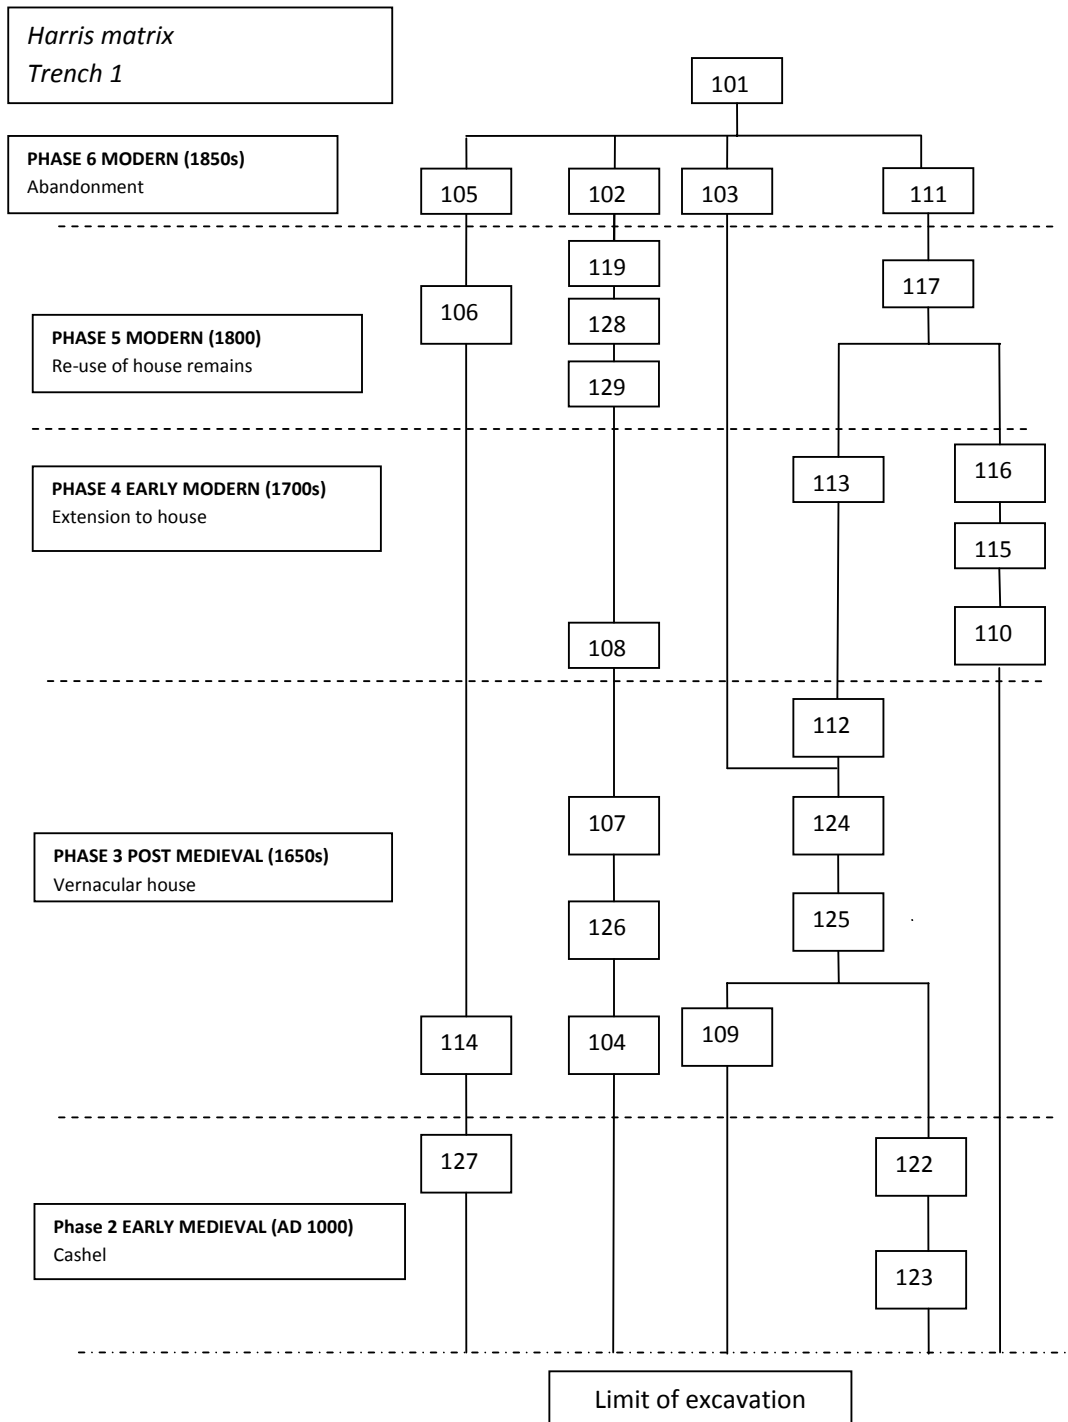 Harris matrix
Trench 1
101
PHASE 6 MODERN (1850s)
Abandonment
105
102
103
111
119
117
106
128
PHASE 5 MODERN (1800)
Re-use of house remains
129
113
116
PHASE 4 EARLY MODERN (1700s)
Extension to house
115
110
108
112
107
124
PHASE 3 POST MEDIEVAL (1650s)
Vernacular house
126
125
114
104
109
127
122
Phase 2 EARLY MEDIEVAL (AD 1000)
Cashel
123
Limit of excavation